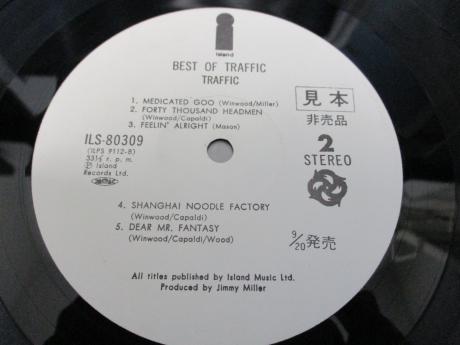 island
BEST OF TRAFFIC
TRAFFIC
1. MEDICATED GOO (Winwood/Miller)
2. FORTY THOUSAND HEADMEN
(Winwood/Capaldi)
3. FEELIN' ALRIGHT (Mason)
見本
非売品
ILS-80309
(ILPS 9112-B)
33⅓ r. p. m.
Ⓟ Island
Records Ltd.
2
STEREO
4. SHANGHAI NOODLE FACTORY
(Winwood/Capaldi)
5. DEAR MR. FANTASY
(Winwood/Capaldi/Wood)
9/20発売
All titles published by Island Music Ltd.
Produced by Jimmy Miller